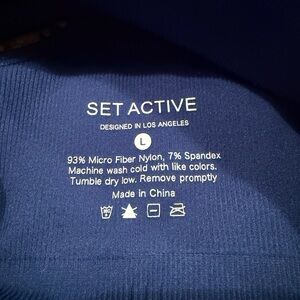 SET ACTIVE
DESIGNED IN LOS ANGELES
L
93% Micro Fiber Nylon, 7% Spandex
Machine wash cold with like colors.
Tumble dry low. Remove promptly
Made in China